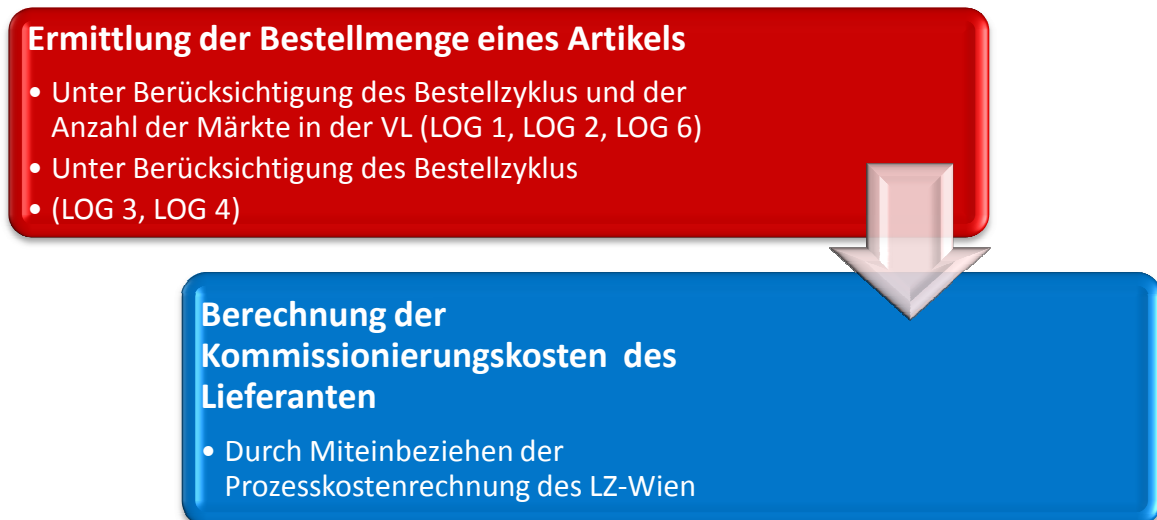 Ermittlung der Bestellmenge eines Artikels
• Unter Berücksichtigung des Bestellzyklus und der
Anzahl der Märkte in der VL (LOG 1, LOG 2, LOG 6)
• Unter Berücksichtigung des Bestellzyklus
• (LOG 3, LOG 4)
Berechnung der
Kommissionierungskosten des
Lieferanten
• Durch Miteinbeziehen der
Prozesskostenrechnung des LZ-Wien